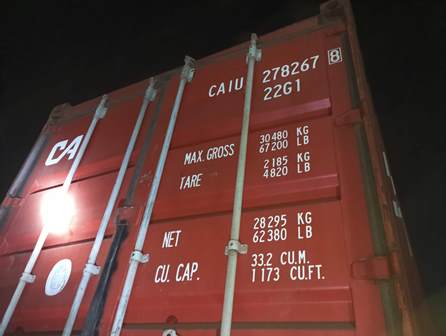 CAIU 278267 8
22G1
CAI
MAX. GROSS 30480 KG
67200 LB
TARE 2185 KG
4820 LB
NET 28295 KG
62380 LB
CU. CAP. 33.2 CU.M.
1173 CU.FT.